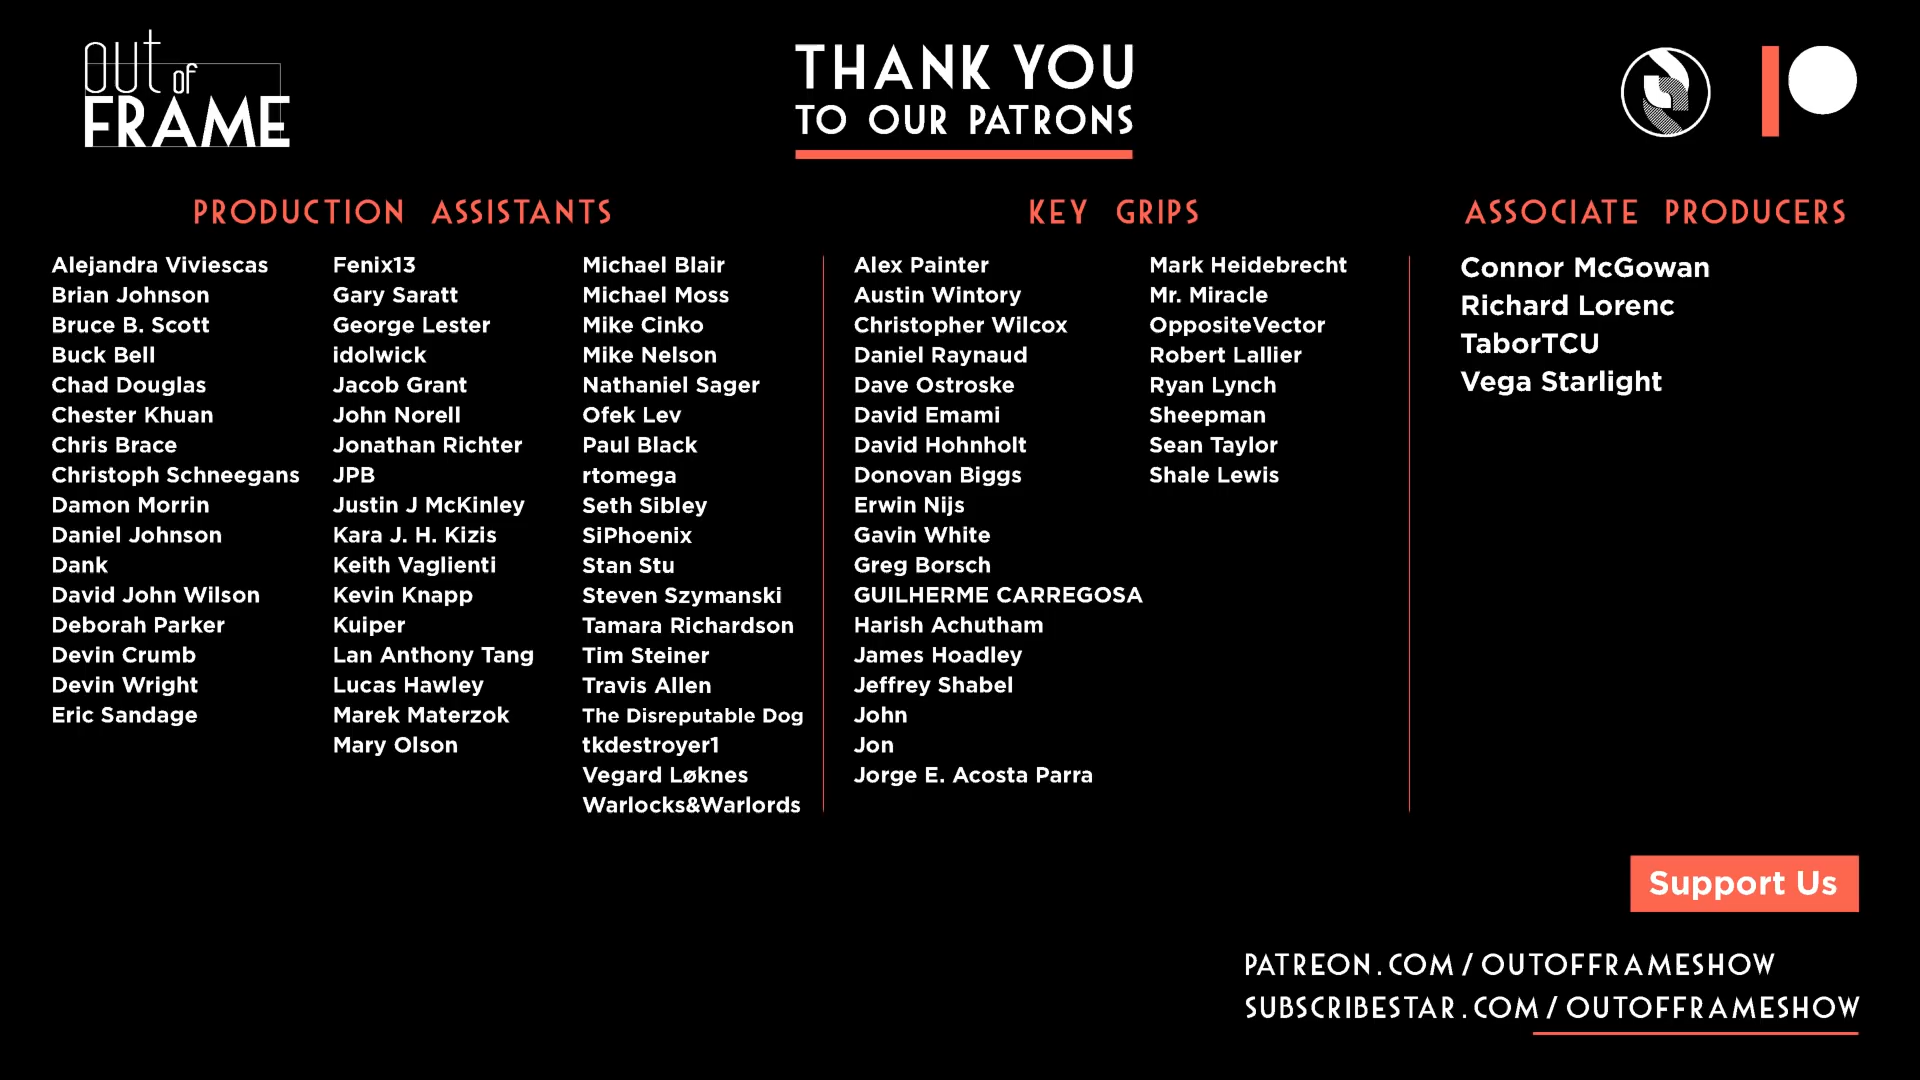 OUT OF
FRAME
THANK YOU
TO OUR PATRONS
PRODUCTION ASSISTANTS
Alejandra Viviescas
Brian Johnson
Bruce B. Scott
Buck Bell
Chad Douglas
Chester Khuan
Chris Brace
Christoph Schneegans
Damon Morrin
Daniel Johnson
Dank
David John Wilson
Deborah Parker
Devin Crumb
Devin Wright
Eric Sandage
Fenix13
Gary Saratt
George Lester
idolwick
Jacob Grant
John Norell
Jonathan Richter
JPB
Justin J McKinley
Kara J. H. Kizis
Keith Vaglienti
Kevin Knapp
Kuiper
Lan Anthony Tang
Lucas Hawley
Marek Materzok
Mary Olson
Michael Blair
Michael Moss
Mike Cinko
Mike Nelson
Nathaniel Sager
Ofek Lev
Paul Black
rtomega
Seth Sibley
SiPhoenix
Stan Stu
Steven Szymanski
Tamara Richardson
Tim Steiner
Travis Allen
The Disreputable Dog
tkdestroyer1
Vegard Løknes
Warlocks&Warlords
KEY GRIPS
Alex Painter
Austin Wintory
Christopher Wilcox
Daniel Raynaud
Dave Ostroske
David Emami
David Hohnholt
Donovan Biggs
Erwin Nijs
Gavin White
Greg Borsch
GUILHERME CARREGOSA
Harish Achutham
James Hoadley
Jeffrey Shabel
John
Jon
Jorge E. Acosta Parra
Mark Heidebrecht
Mr. Miracle
OppositeVector
Robert Lallier
Ryan Lynch
Sheepman
Sean Taylor
Shale Lewis
ASSOCIATE PRODUCERS
Connor McGowan
Richard Lorenc
TaborTCU
Vega Starlight
Support Us
PATREON.COM/OUTOFFRAMESHOW
SUBSCRIBESTAR.COM/OUTOFFRAMESHOW